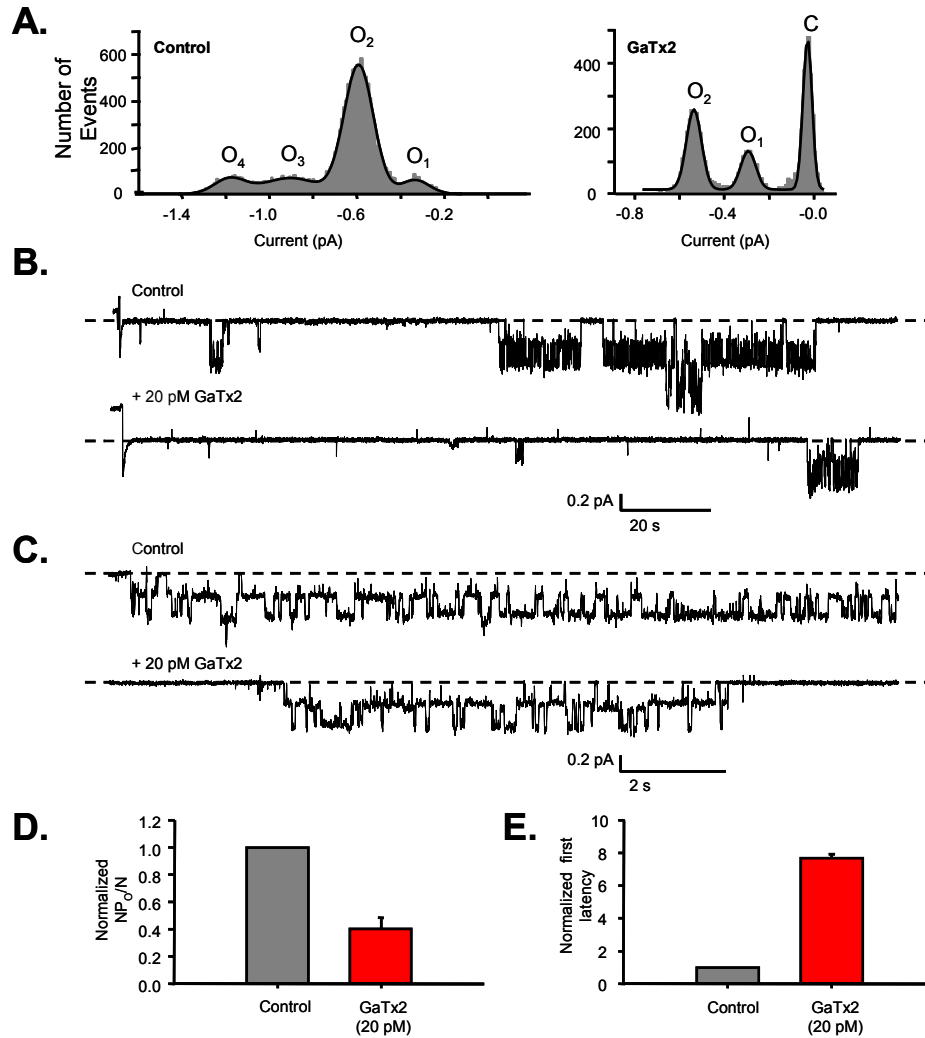 A.
Control
GaTx2
O2
O4
O3
O1
O2
O1
C
Number of
Events
600
400
200
0
400
200
0
-1.4
-1.0
-0.6
-0.2
-0.8
-0.4
-0.0
Current (pA)
Current (pA)
B.
Control
+ 20 pM GaTx2
0.2 pA
20 s
C.
Control
+ 20 pM GaTx2
0.2 pA
2 s
D.
Normalized
NPO/N
1.2
1.0
0.8
0.6
0.4
0.2
0.0
Control
GaTx2
(20 pM)
E.
Normalized first
latency
10
8
6
4
2
0
Control
GaTx2
(20 pM)